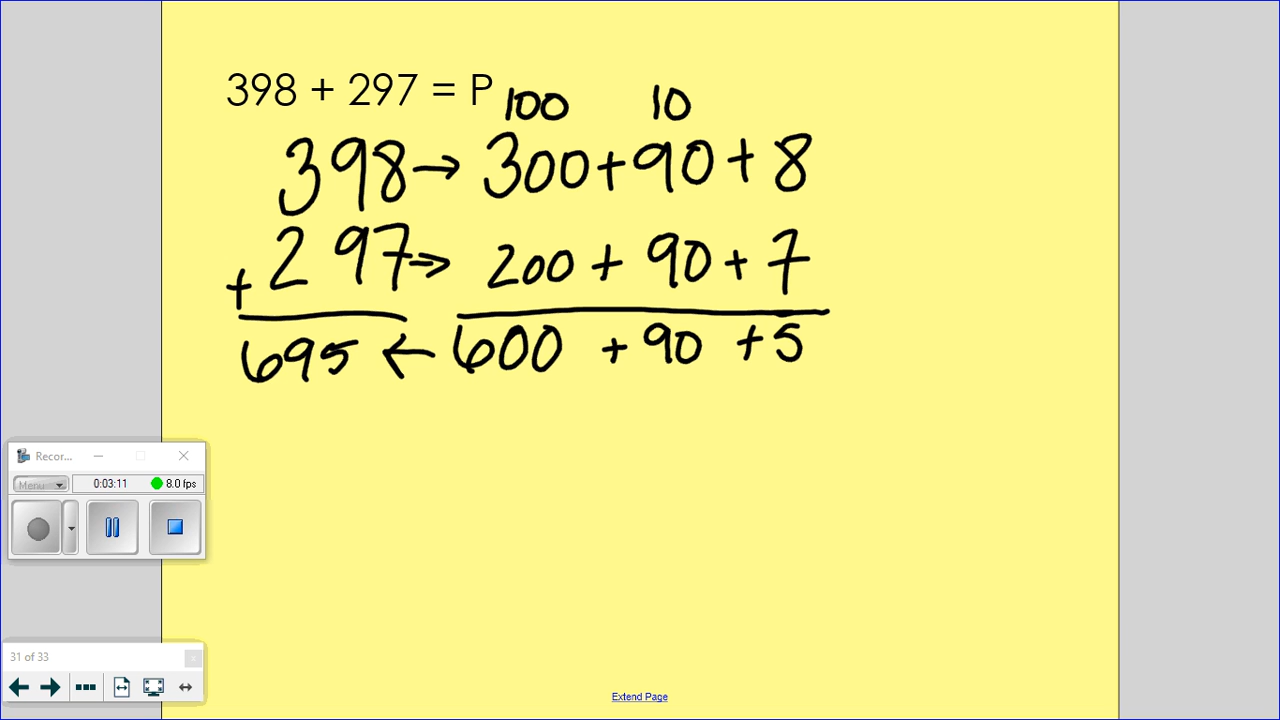 398 + 297 = P
100 10
398 → 300 + 90 + 8
+ 297 → 200 + 90 + 7
695 ← 600 + 90 + 5
Recor...
Menu 0:03:11 8.0 fps
31 of 33
Extend Page